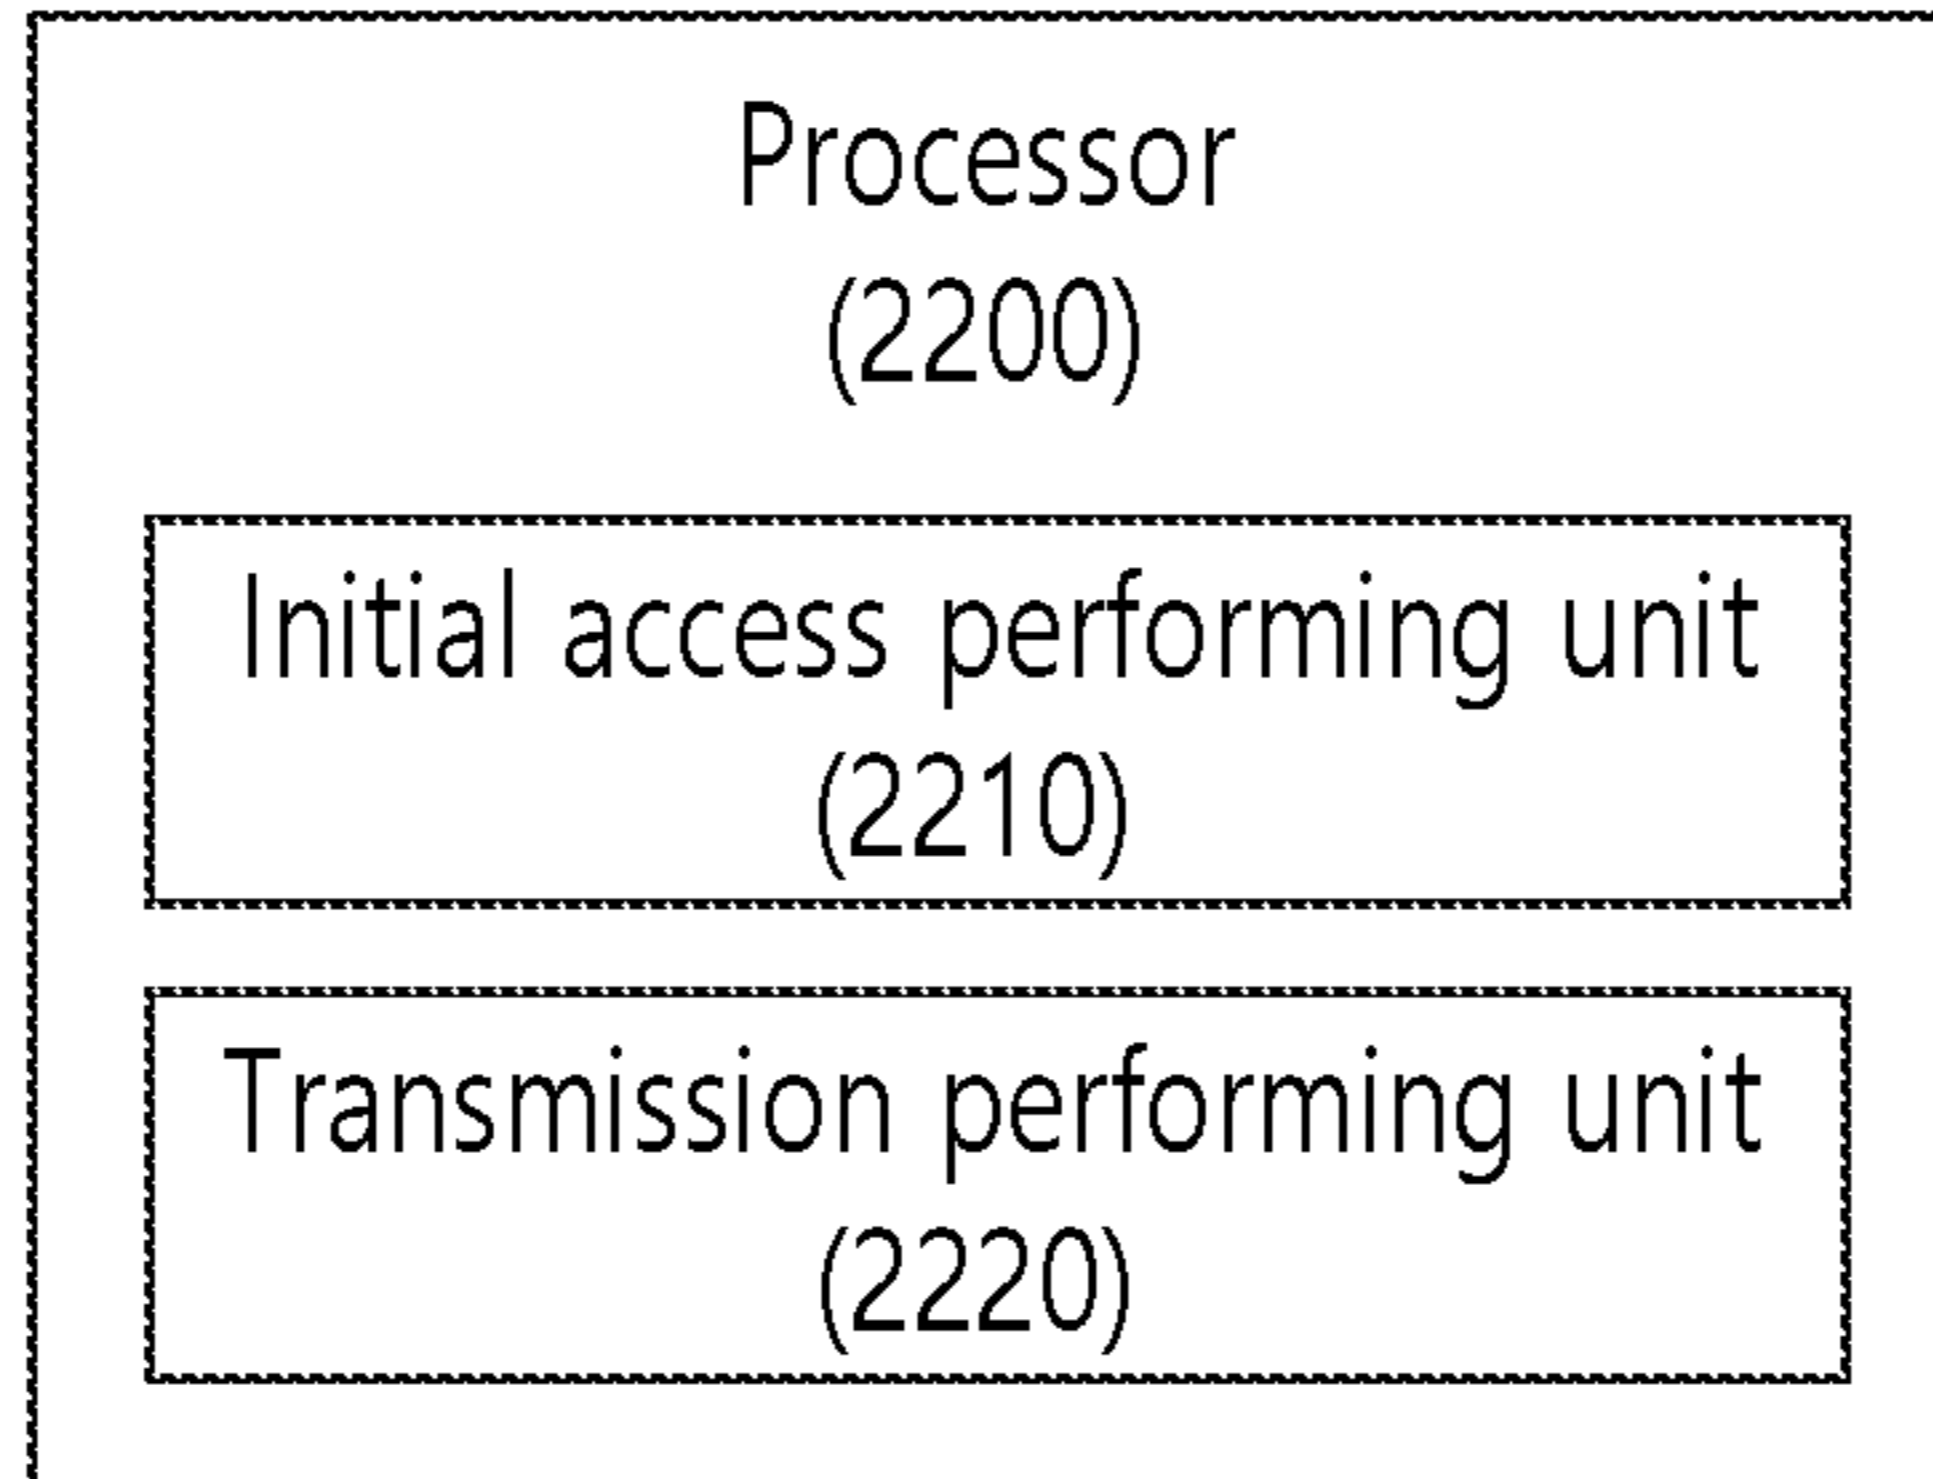 Processor
(2200)
Initial access performing unit
(2210)
Transmission performing unit
(2220)